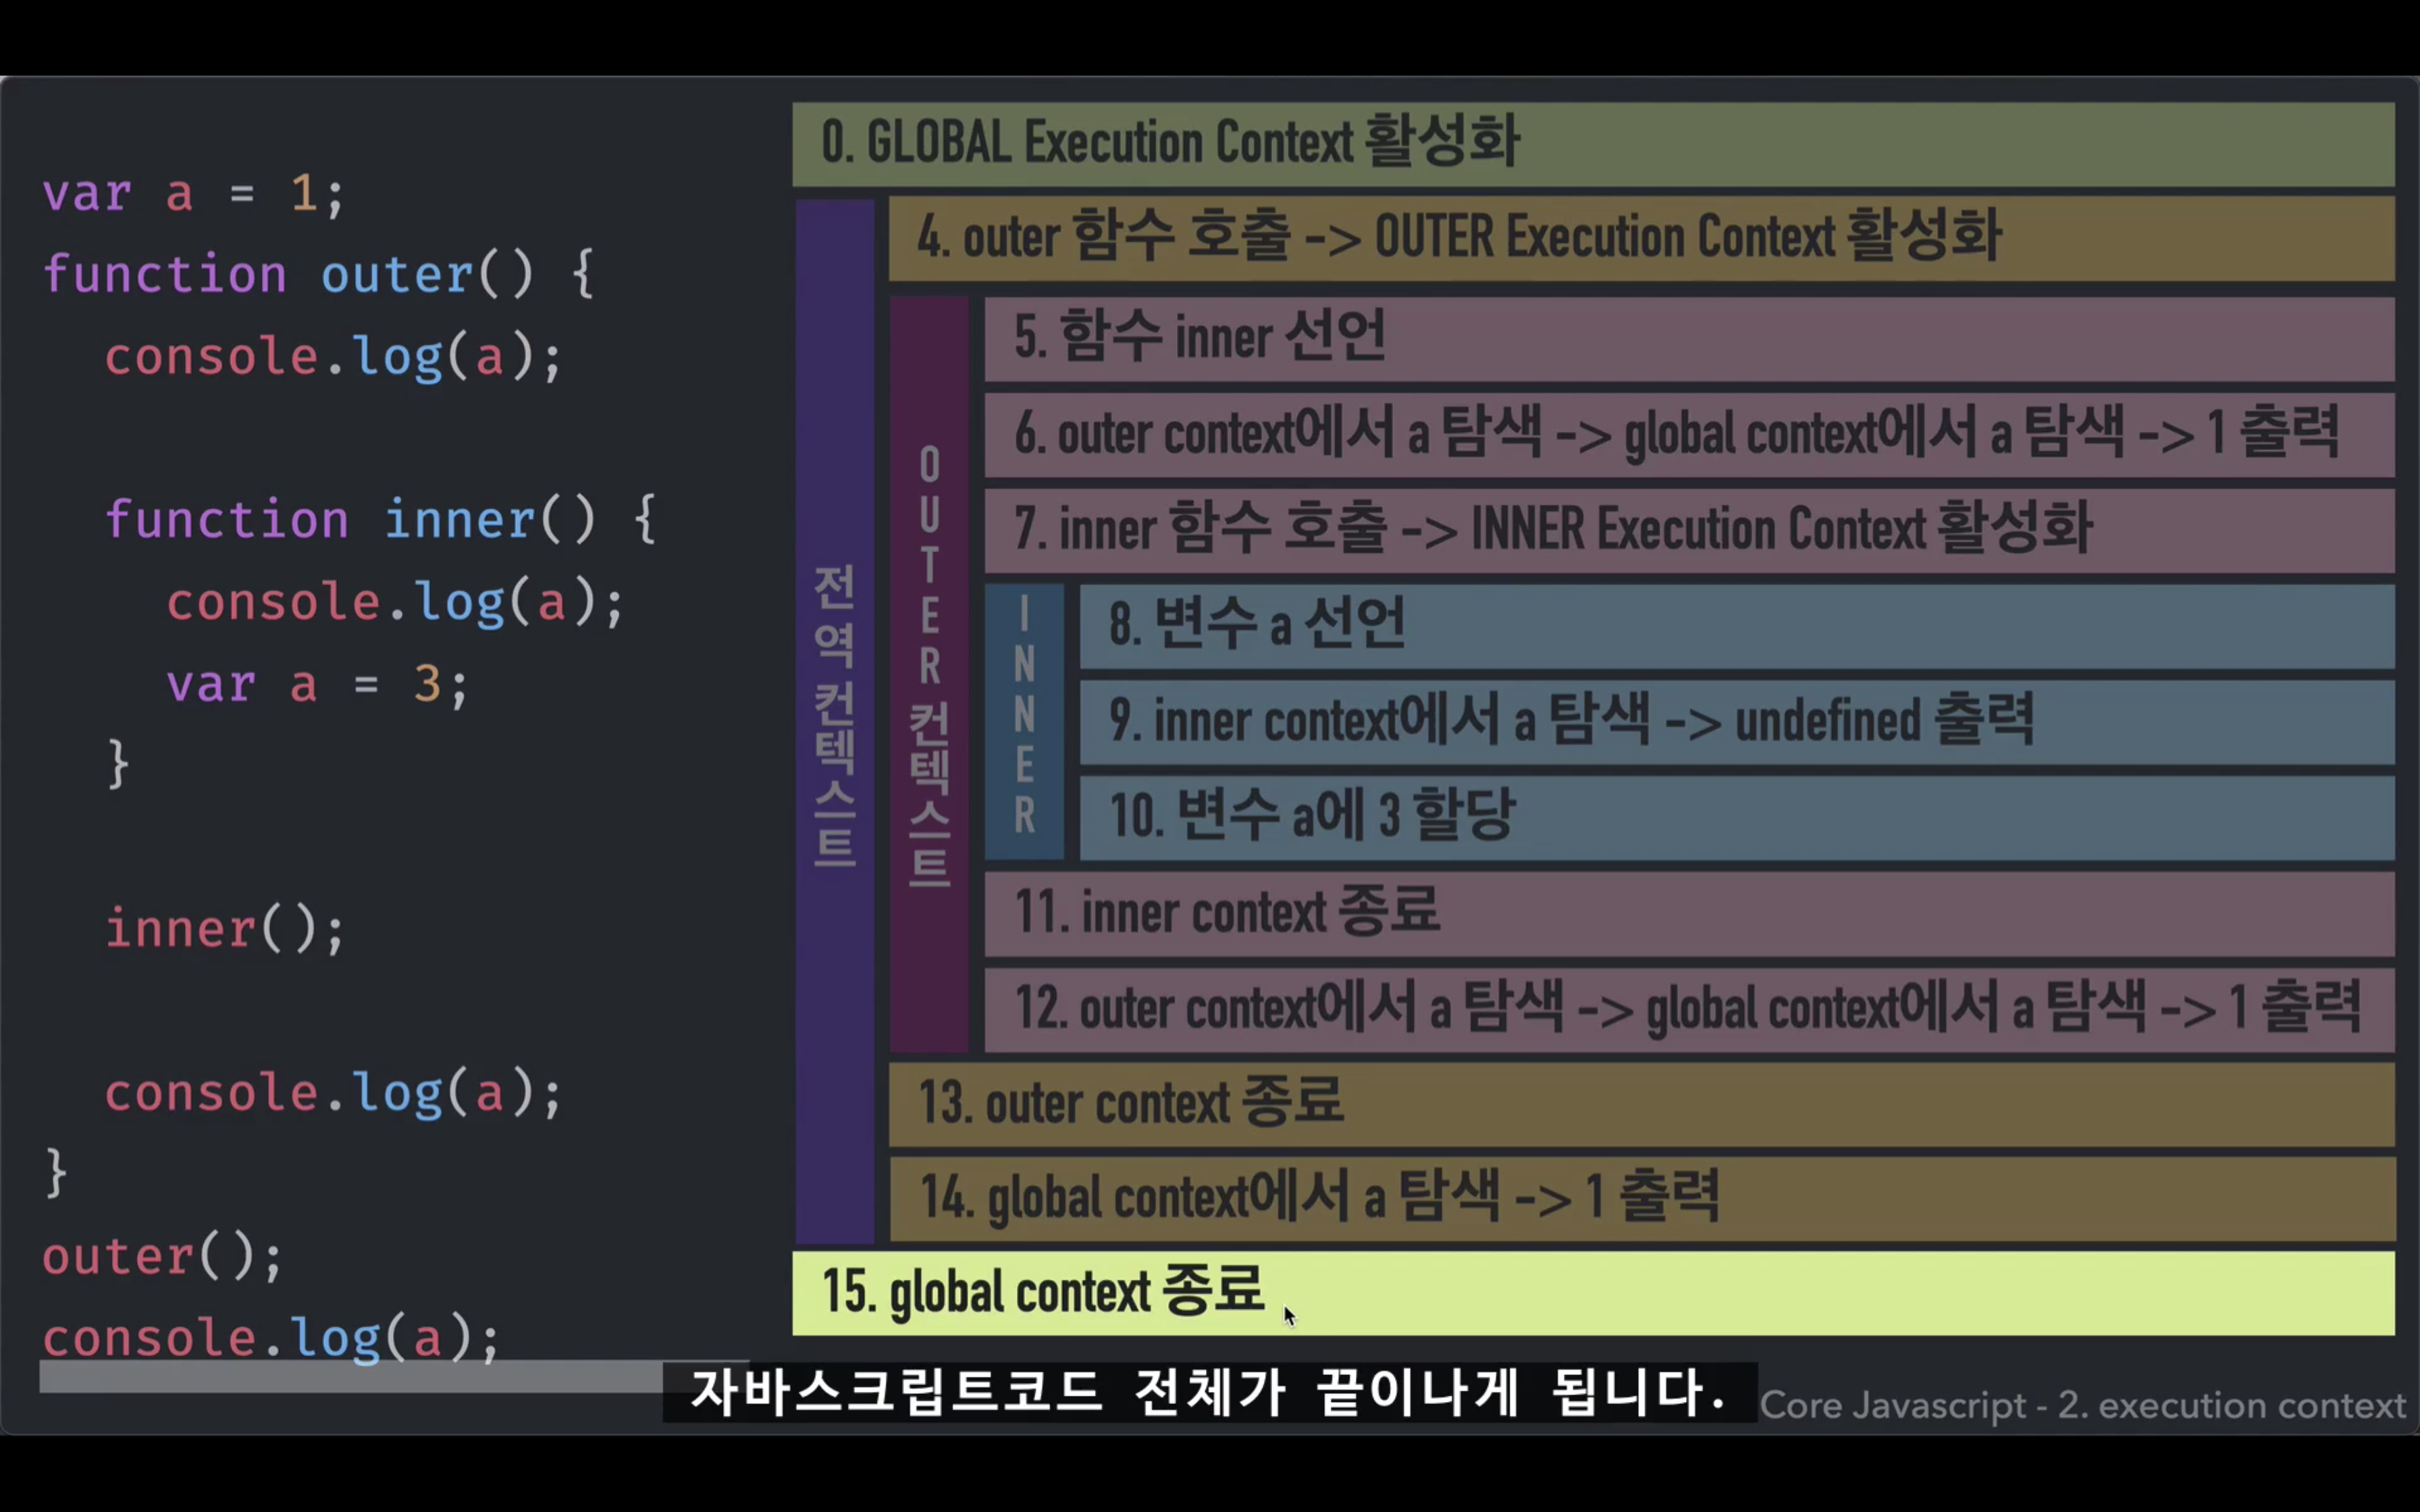 var a = 1;
function outer() {
console.log(a);
function inner() {
console.log(a);
var a = 3;
}
inner();
console.log(a);
}
outer();
console.log(a);
0. GLOBAL Execution Context 활성화
전역 컨텍스트
4. outer 함수 호출 -> OUTER Execution Context 활성화
OUTER 컨텍스트
5. 함수 inner 선언
6. outer context에서 a 탐색 -> global context에서 a 탐색 -> 1 출력
7. inner 함수 호출 -> INNER Execution Context 활성화
INNER
8. 변수 a 선언
9. inner context에서 a 탐색 -> undefined 출력
10. 변수 a에 3 할당
11. inner context 종료
12. outer context에서 a 탐색 -> global context에서 a 탐색 -> 1 출력
13. outer context 종료
14. global context에서 a 탐색 -> 1 출력
15. global context 종료
자바스크립트코드 전체가 끝이나게 됩니다.
Core Javascript - 2. execution context